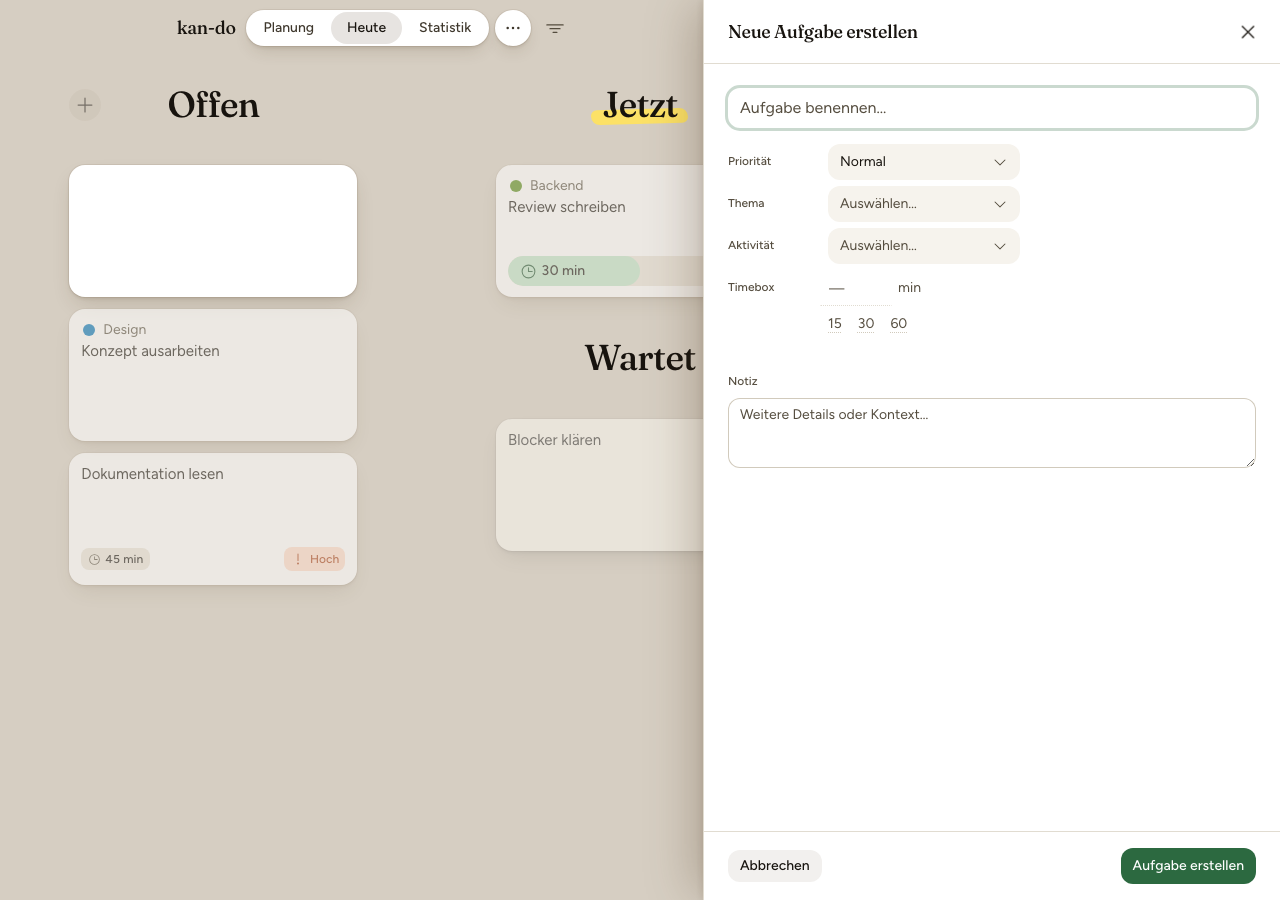 kan-do
Planung
Heute
Statistik
Offen
Jetzt
Backend
Review schreiben
30 min
Design
Konzept ausarbeiten
Dokumentation lesen
45 min
Hoch
Wartet
Blocker klären
Neue Aufgabe erstellen
Aufgabe benennen...
Priorität
Normal
Thema
Auswählen...
Aktivität
Auswählen...
Timebox
— min
15 30 60
Notiz
Weitere Details oder Kontext...
Abbrechen
Aufgabe erstellen